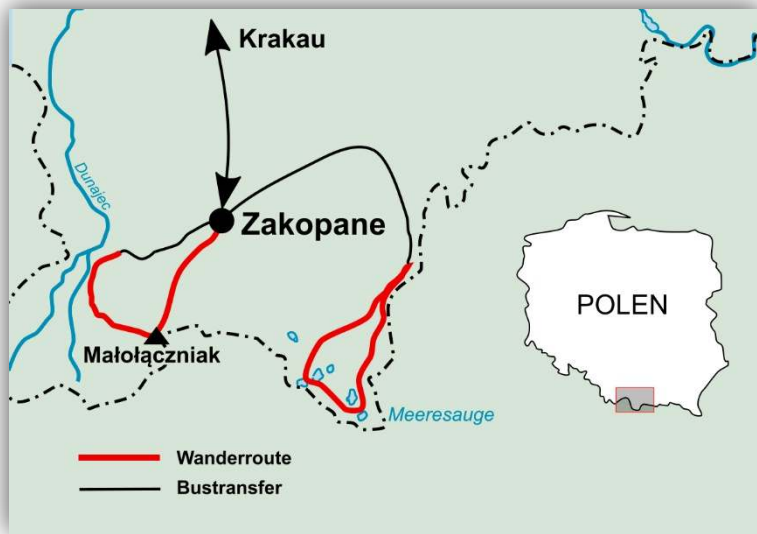 Krakau
Dunajec
Zakopane
POLEN
Małołączniak
Meeresauge
Wanderroute
Bustransfer